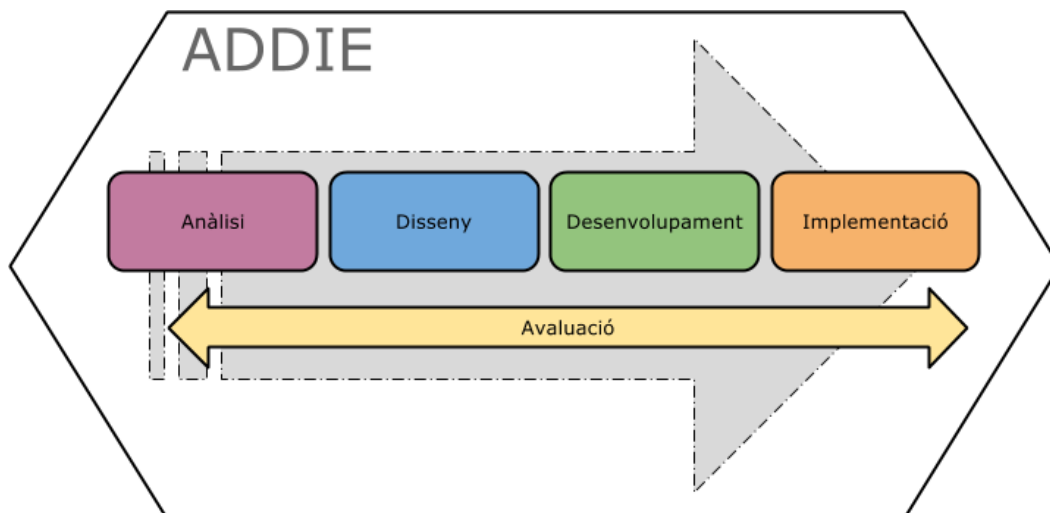 ADDIE
Anàlisi
Disseny
Desenvolupament
Implementació
Avaluació